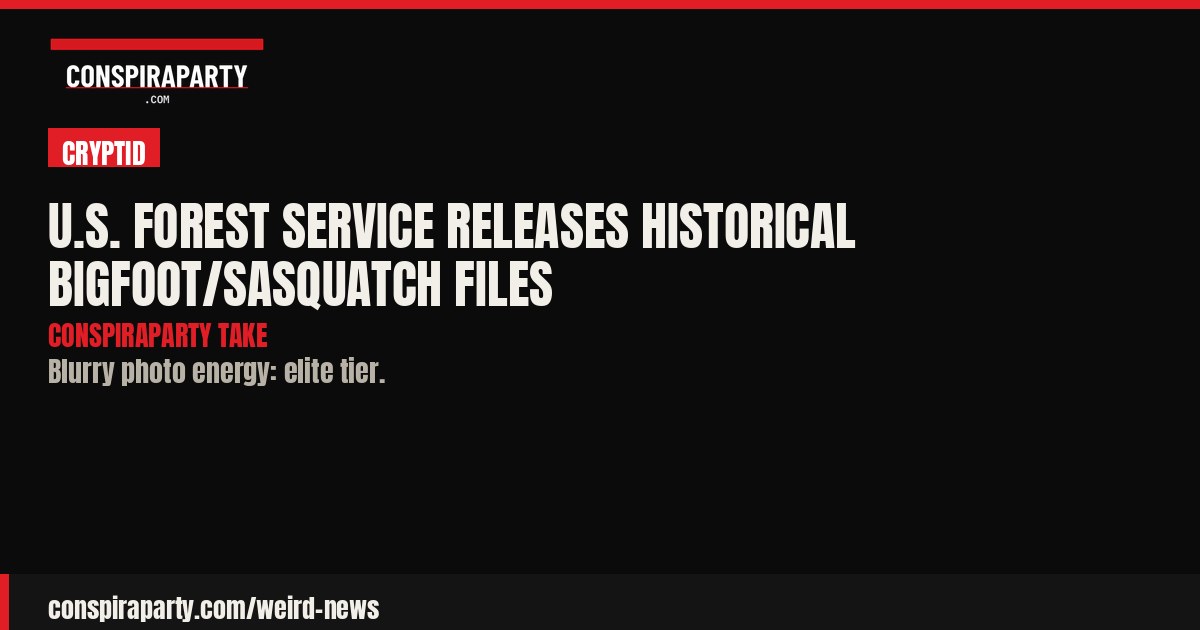 CONSPIRAPARTY
.COM
CRYPTID
U.S. FOREST SERVICE RELEASES HISTORICAL
BIGFOOT/SASQUATCH FILES
CONSPIRAPARTY TAKE
Blurry photo energy: elite tier.
conspiraparty.com/weird-news